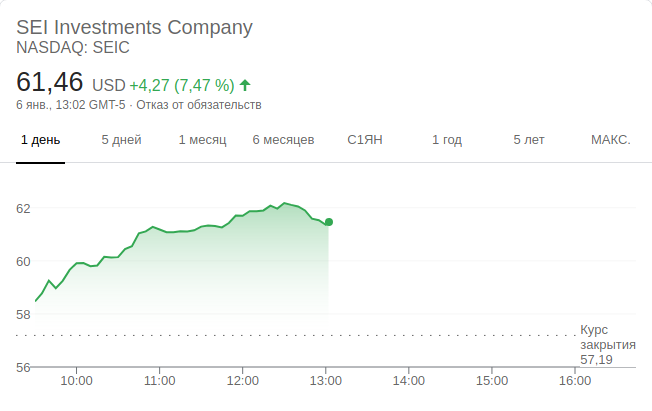 SEI Investments Company
NASDAQ: SEIC
61,46 USD +4,27 (7,47 %)
6 янв., 13:02 GMT-5 · Отказ от обязательств
1 день 5 дней 1 месяц 6 месяцев С1ЯН 1 год 5 лет МАКС.
62
60
58
Курс
закрытия
57,19
56
10:00 11:00 12:00 13:00 14:00 15:00 16:00